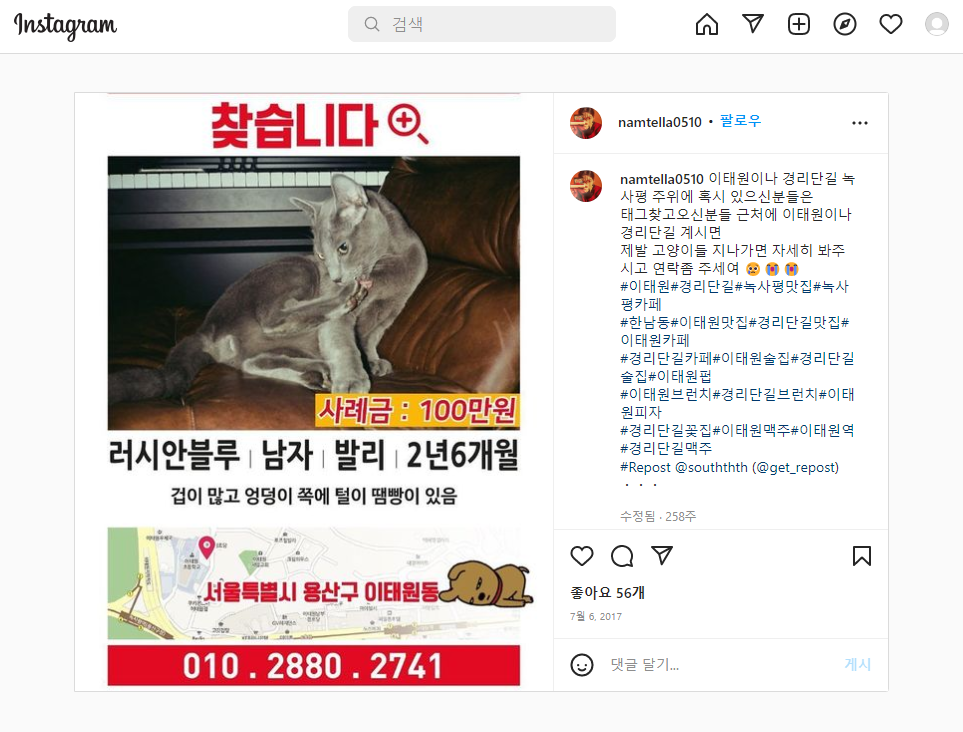 Instagram
검색
찾습니다
사례금 : 100만원
러시안블루 | 남자 | 발리 | 2년6개월
겁이 많고 엉덩이 쪽에 털이 땜빵이 있음
서울특별시 용산구 이태원동
010 . 2880 . 2741
namtella0510 • 팔로우
namtella0510 이태원이나 경리단길 녹
사평 주위에 혹시 있으신분들은
태그찾고오신분들 근처에 이태원이나
경리단길 계시면
제발 고양이들 지나가면 자세히 봐주
시고 연락좀 주세여 😢 😭 😭
#이태원#경리단길#녹사평맛집#녹사
평카페
#한남동#이태원맛집#경리단길맛집#
이태원카페
#경리단길카페#이태원술집#경리단길
술집#이태원펍
#이태원브런치#경리단길브런치#이태
원피자
#경리단길꽃집#이태원맥주#이태원역
#경리단길맥주
#Repost @souththth (@get_repost)
・・・
수정됨 · 258주
좋아요 56개
7월 6, 2017
댓글 달기...
게시